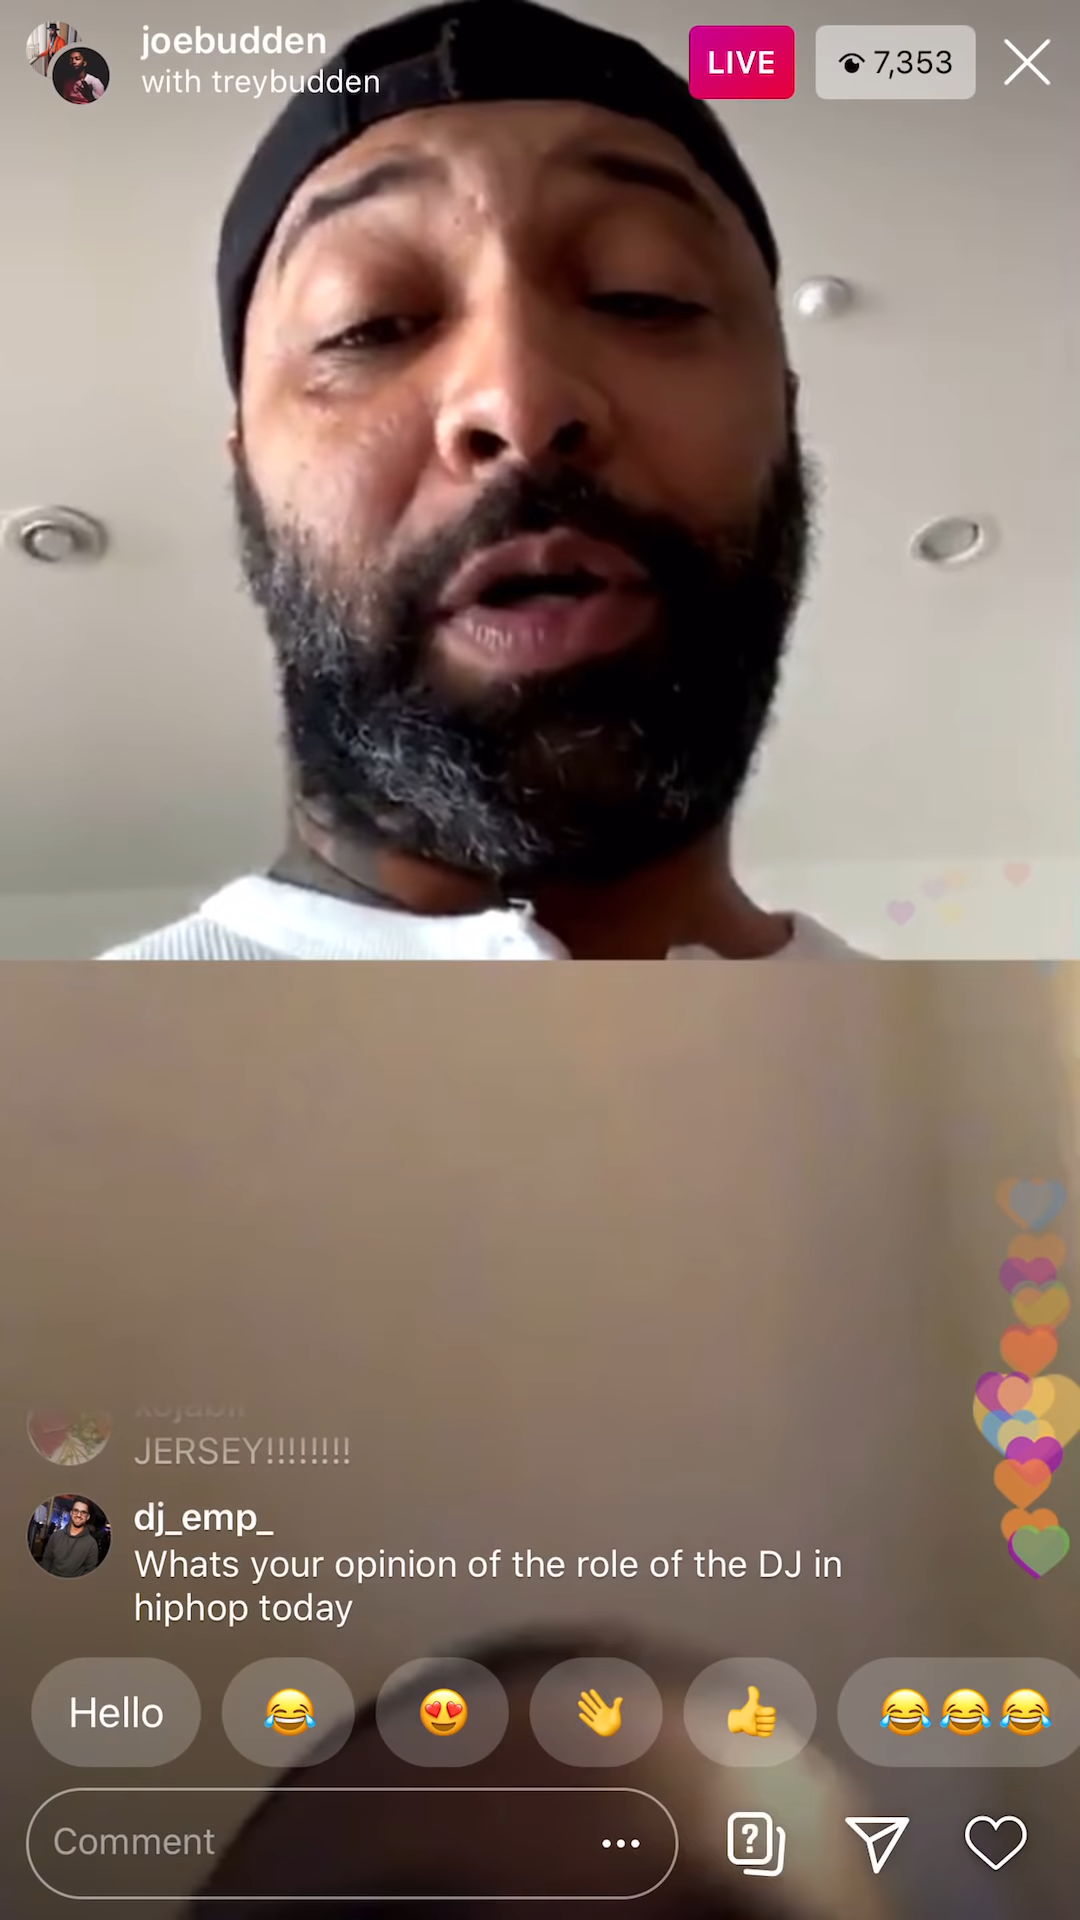 joebudden
with treybudden
LIVE
7,353
JERSEY!!!!!!!!
dj_emp_
Whats your opinion of the role of the DJ in
hiphop today
Hello
Comment
?